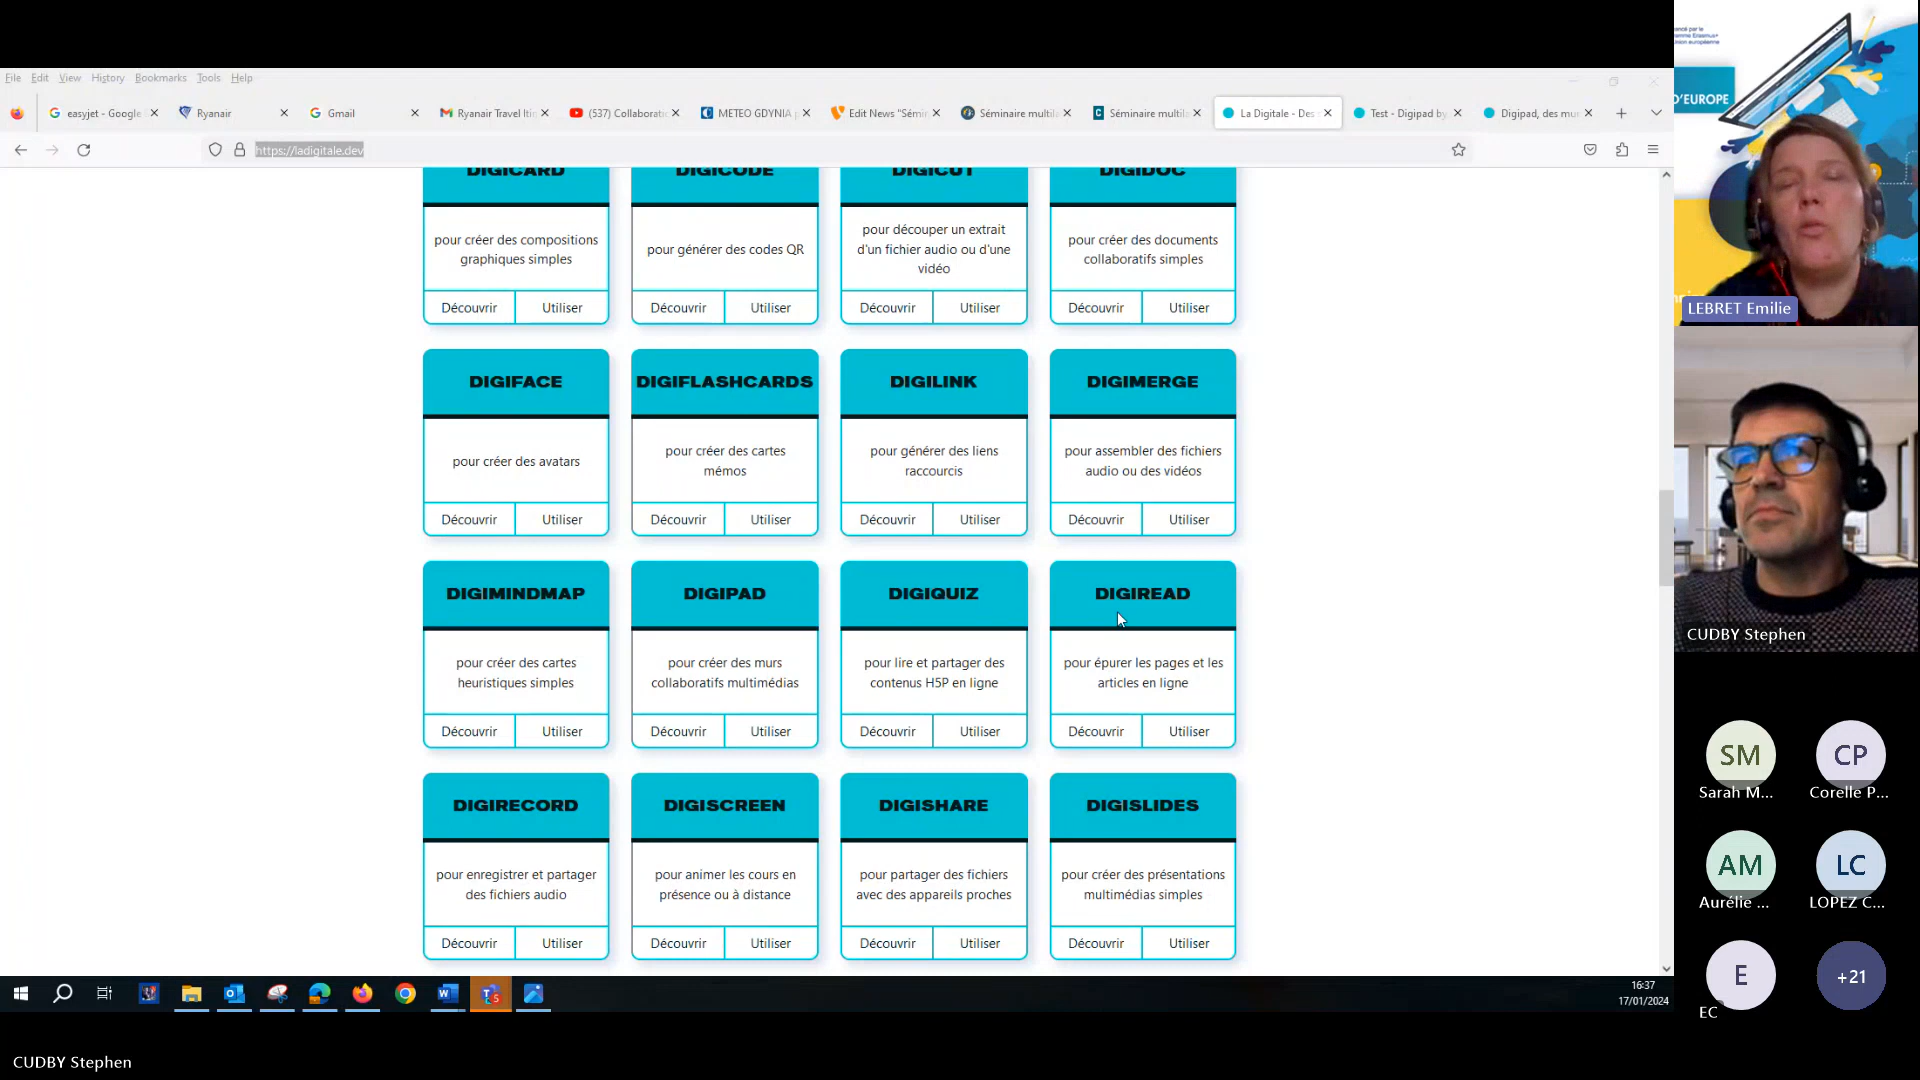 File Edit View History Bookmarks Tools Help
easyjet - Google
Ryanair
Gmail
Ryanair Travel Iti
(537) Collaborati
METEO GDYNIA
Edit News "Sémi
Séminaire multil
Séminaire multil
La Digitale - Des
Test - Digipad by
Digipad, des mu
https://ladigitale.dev
DIGICARD DIGICODE DIGICUT DIGIDOC
pour créer des compositions graphiques simples
pour générer des codes QR
pour découper un extrait d'un fichier audio ou d'une vidéo
pour créer des documents collaboratifs simples
Découvrir Utiliser Découvrir Utiliser Découvrir Utiliser Découvrir Utiliser
DIGIFACE DIGIFLASHCARDS DIGILINK DIGIMERGE
pour créer des avatars
pour créer des cartes mémos
pour générer des liens raccourcis
pour assembler des fichiers audio ou des vidéos
Découvrir Utiliser Découvrir Utiliser Découvrir Utiliser Découvrir Utiliser
DIGIMINDMAP DIGIPAD DIGIQUIZ DIGIREAD
pour créer des cartes heuristiques simples
pour créer des murs collaboratifs multimédias
pour lire et partager des contenus H5P en ligne
pour épurer les pages et les articles en ligne
Découvrir Utiliser Découvrir Utiliser Découvrir Utiliser Découvrir Utiliser
DIGIRECORD DIGISCREEN DIGISHARE DIGISLIDES
pour enregistrer et partager des fichiers audio
pour animer les cours en présence ou à distance
pour partager des fichiers avec des appareils proches
pour créer des présentations multimédias simples
Découvrir Utiliser Découvrir Utiliser Découvrir Utiliser Découvrir Utiliser
16:37
17/01/2024
CUDBY Stephen
D'EUROPE
LEBRET Emilie
CUDBY Stephen
SM
Sarah M...
CP
Corelle P...
AM
Aurélie ...
LC
LOPEZ C...
E
EC
+21